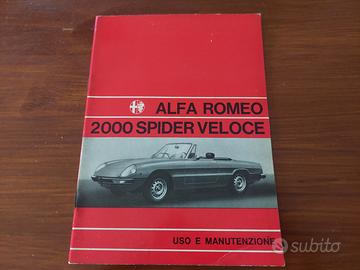 ALFA ROMEO
2000 SPIDER VELOCE
USO E MANUTENZIONE
subito